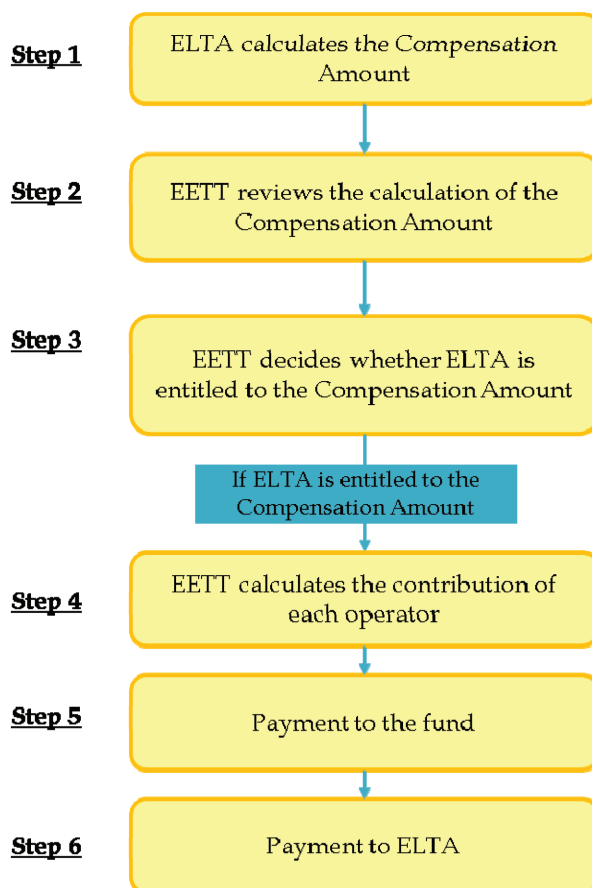 Step 1
ELTA calculates the Compensation
Amount
Step 2
EETT reviews the calculation of the
Compensation Amount
Step 3
EETT decides whether ELTA is
entitled to the Compensation Amount
If ELTA is entitled to the
Compensation Amount
Step 4
EETT calculates the contribution of
each operator
Step 5
Payment to the fund
Step 6
Payment to ELTA